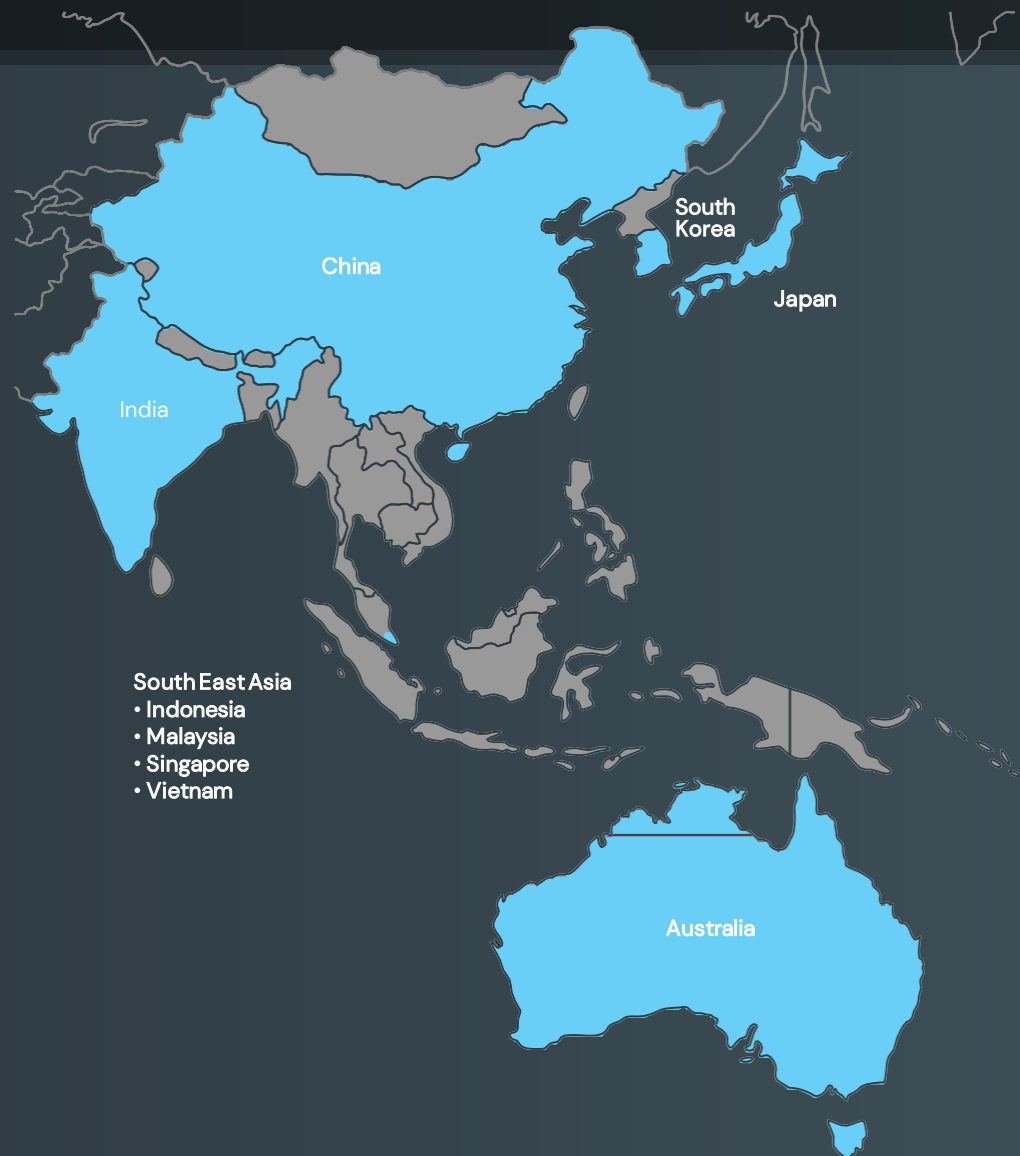 South
Korea
China
Japan
India
South East Asia
• Indonesia
• Malaysia
• Singapore
• Vietnam
Australia